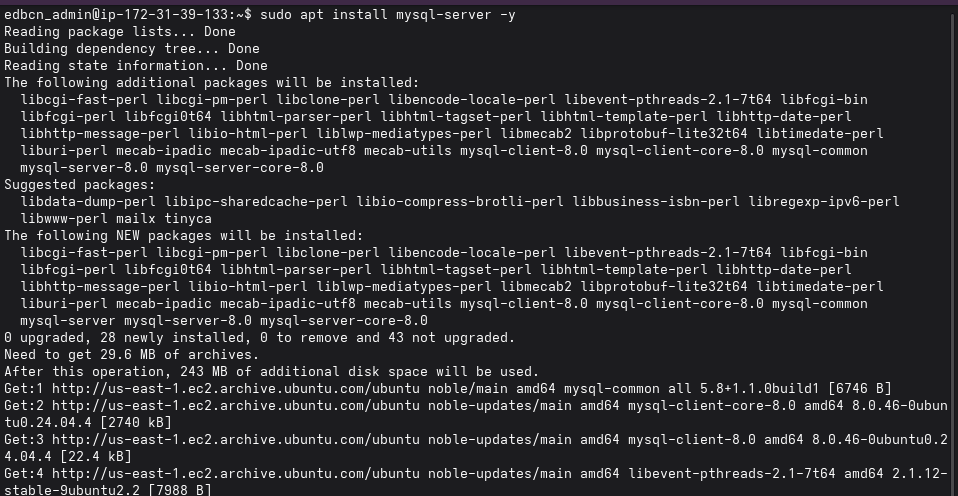 edbcn_admin@ip-172-31-39-133:~$ sudo apt install mysql-server -y
Reading package lists... Done
Building dependency tree... Done
Reading state information... Done
The following additional packages will be installed:
  libcgi-fast-perl libcgi-pm-perl libclone-perl libencode-locale-perl libevent-pthreads-2.1-7t64 libfcgi-bin
  libfcgi-perl libfcgi0t64 libhtml-parser-perl libhtml-tagset-perl libhtml-template-perl libhttp-date-perl
  libhttp-message-perl libio-html-perl liblwp-mediatypes-perl libmecab2 libprotobuf-lite32t64 libtimedate-perl
  liburi-perl mecab-ipadic mecab-ipadic-utf8 mecab-utils mysql-client-8.0 mysql-client-core-8.0 mysql-common
  mysql-server-8.0 mysql-server-core-8.0
Suggested packages:
  libdata-dump-perl libipc-sharedcache-perl libio-compress-brotli-perl libbusiness-isbn-perl libregexp-ipv6-perl
  libwww-perl mailx tinyca
The following NEW packages will be installed:
  libcgi-fast-perl libcgi-pm-perl libclone-perl libencode-locale-perl libevent-pthreads-2.1-7t64 libfcgi-bin
  libfcgi-perl libfcgi0t64 libhtml-parser-perl libhtml-tagset-perl libhtml-template-perl libhttp-date-perl
  libhttp-message-perl libio-html-perl liblwp-mediatypes-perl libmecab2 libprotobuf-lite32t64 libtimedate-perl
  liburi-perl mecab-ipadic mecab-ipadic-utf8 mecab-utils mysql-client-8.0 mysql-client-core-8.0 mysql-common
  mysql-server mysql-server-8.0 mysql-server-core-8.0
0 upgraded, 28 newly installed, 0 to remove and 43 not upgraded.
Need to get 29.6 MB of archives.
After this operation, 243 MB of additional disk space will be used.
Get:1 http://us-east-1.ec2.archive.ubuntu.com/ubuntu noble/main amd64 mysql-common all 5.8+1.1.0build1 [6746 B]
Get:2 http://us-east-1.ec2.archive.ubuntu.com/ubuntu noble-updates/main amd64 mysql-client-core-8.0 amd64 8.0.46-0ubun
tu0.24.04.4 [2740 kB]
Get:3 http://us-east-1.ec2.archive.ubuntu.com/ubuntu noble-updates/main amd64 mysql-client-8.0 amd64 8.0.46-0ubuntu0.2
4.04.4 [22.4 kB]
Get:4 http://us-east-1.ec2.archive.ubuntu.com/ubuntu noble-updates/main amd64 libevent-pthreads-2.1-7t64 amd64 2.1.12-
stable-9ubuntu2.2 [7988 B]